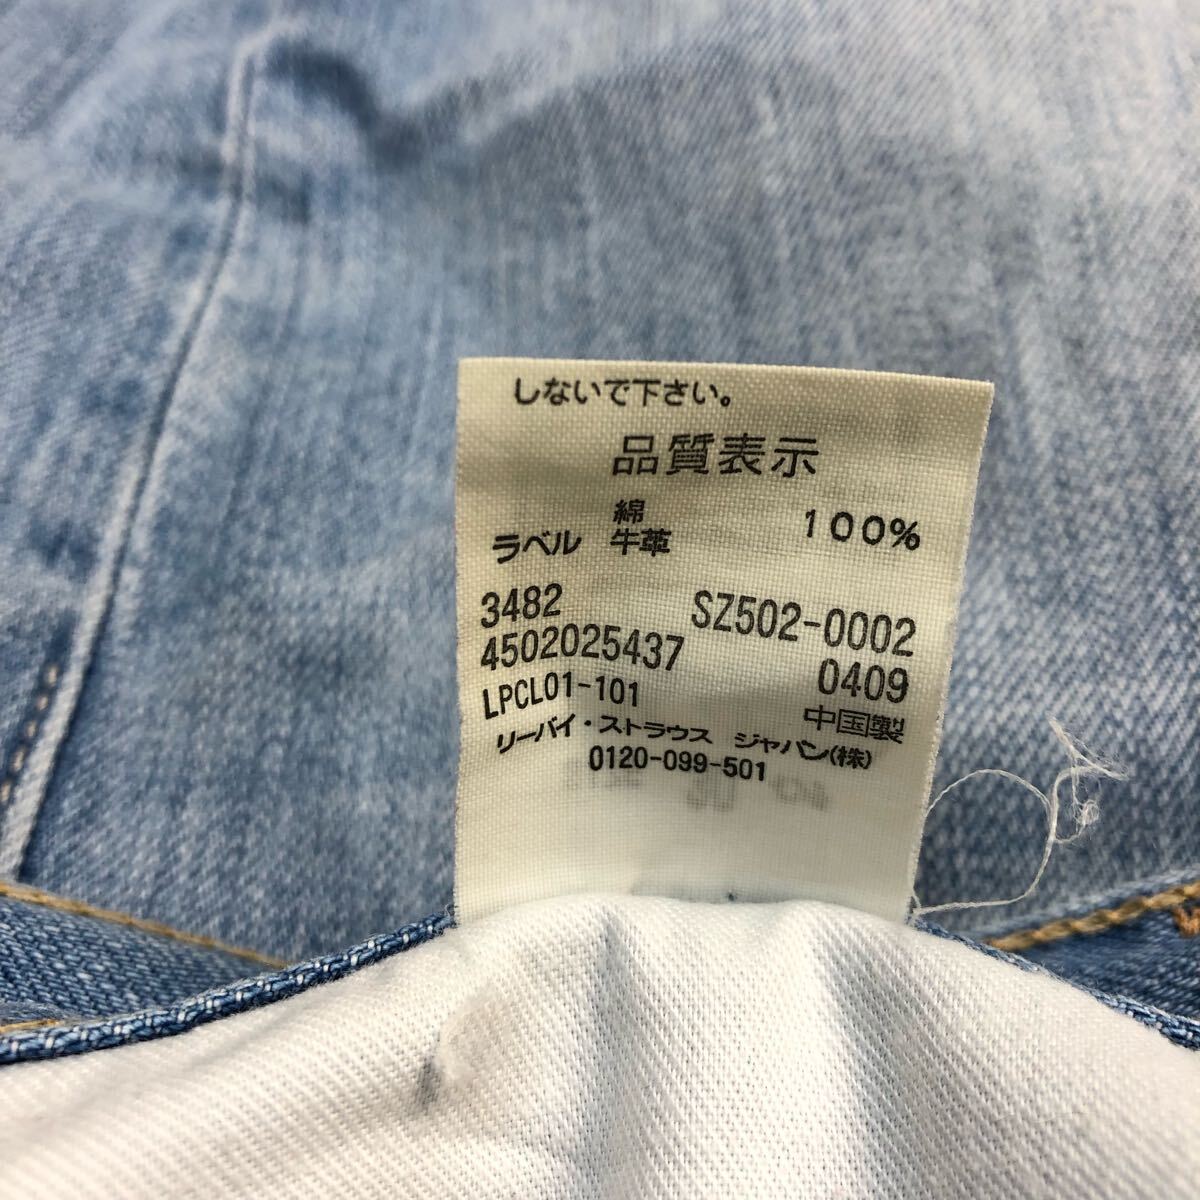 しないで下さい。
品質表示
綿 100%
ラベル 牛革
3482 SZ502-0002
4502025437 0409
LPCL01-101 中国製
リーバイ・ストラウス ジャパン(株)
0120-099-501